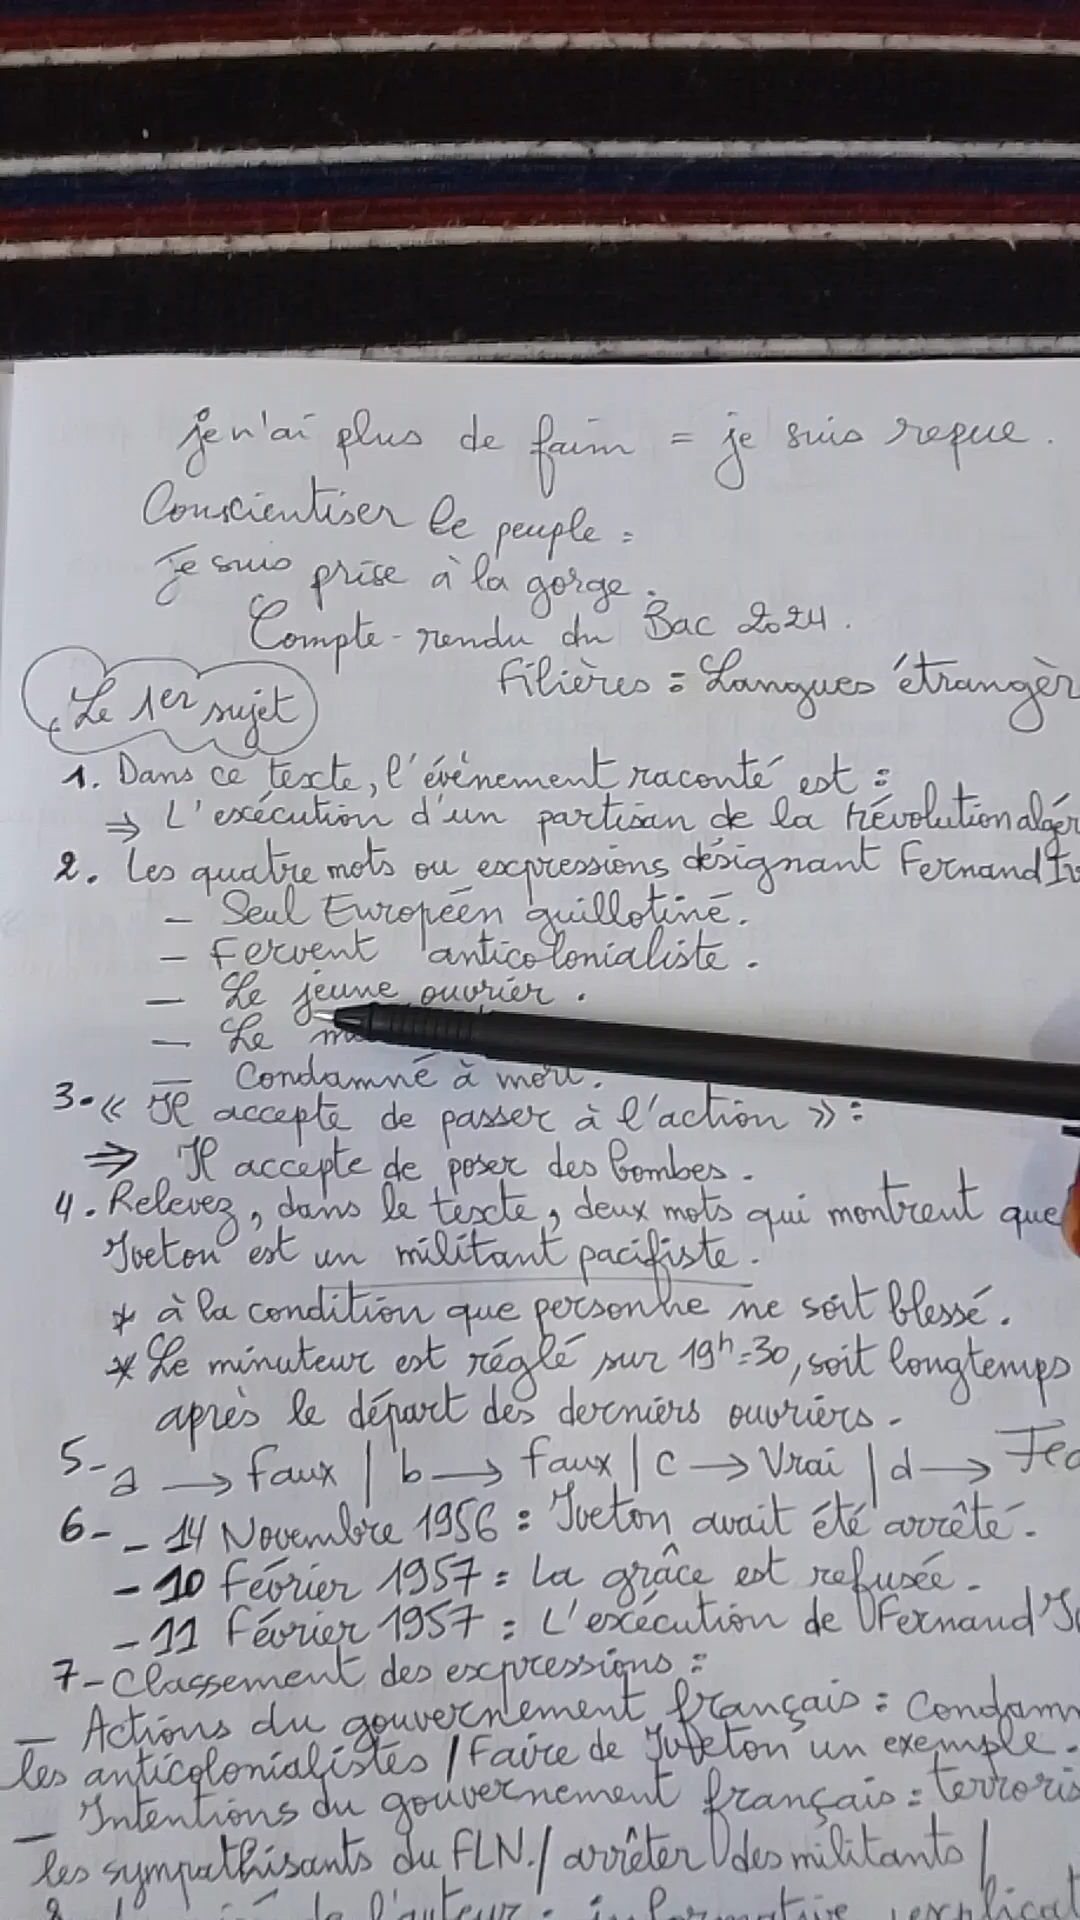 je n'ai plus de faim = je suis repue.
Conscientiser le peuple =
Je suis prise à la gorge.
Compte-rendu du Bac 2024.
Filières : Langues étrangèr
Le 1er sujet
1. Dans ce texte, l'événement raconté est :
⇒ L'exécution d'un partisan de la révolution algér
2. Les quatre mots ou expressions désignant Fernand Iv
- Seul Européen guillotiné.
- Fervent anticolonialiste.
- Le jeune ouvrier.
- Le
- Condamné à mort.
3- « Il accepte de passer à l'action » :
⇒ Il accepte de poser des bombes.
4. Relevez, dans le texte, deux mots qui montrent que
Iveton est un militant pacifiste.
* à la condition que personne ne soit blessé.
* Le minuteur est réglé sur 19h=30, soit longtemps
après le départ des derniers ouvriers.
5- a → Faux | b → Faux | c → Vrai | d →
6- - 14 Novembre 1956 : Iveton avait été arrêté.
- 10 Février 1957 : La grâce est refusée.
- 11 Février 1957 : L'exécution de Fernand
7- Classement des expressions :
- Actions du gouvernement français : Condamn
les anticolonialistes / Faire de Iveton un exemple.
- Intentions du gouvernement français : terroris
les sympathisants du FLN. / arrêter des militants /
de l'auteur : informative, explicat